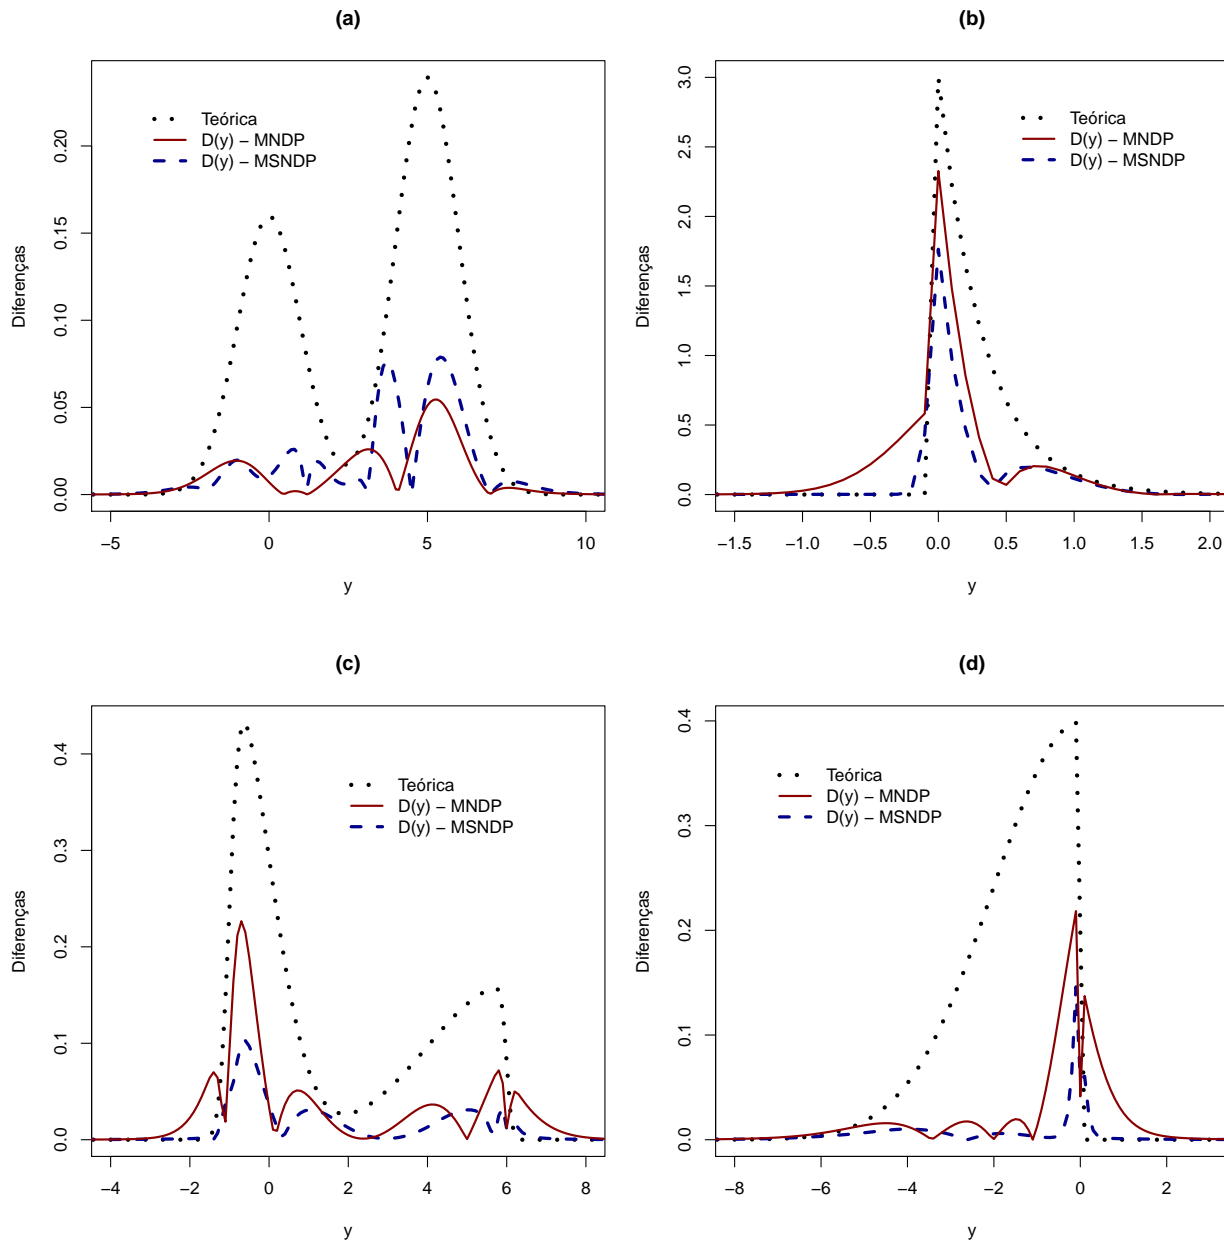 (a)
Diferenças
0.00 0.05 0.10 0.15 0.20
Teórica
D(y) − MNDP
D(y) − MSNDP
−5 0 5 10
y
(b)
Diferenças
0.0 0.5 1.0 1.5 2.0 2.5 3.0
Teórica
D(y) − MNDP
D(y) − MSNDP
−1.5 −1.0 −0.5 0.0 0.5 1.0 1.5 2.0
y
(c)
Diferenças
0.0 0.1 0.2 0.3 0.4
Teórica
D(y) − MNDP
D(y) − MSNDP
−4 −2 0 2 4 6 8
y
(d)
Diferenças
0.0 0.1 0.2 0.3 0.4
Teórica
D(y) − MNDP
D(y) − MSNDP
−8 −6 −4 −2 0 2
y